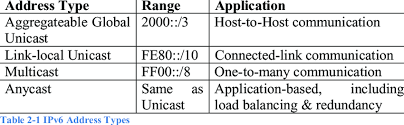 Address Type Range Application
Aggregateable Global Unicast 2000::/3 Host-to-Host communication
Link-local Unicast FE80::/10 Connected-link communication
Multicast FF00::/8 One-to-many communication
Anycast Same as Unicast Application-based, including load balancing & redundancy
Table 2-1 IPv6 Address Types